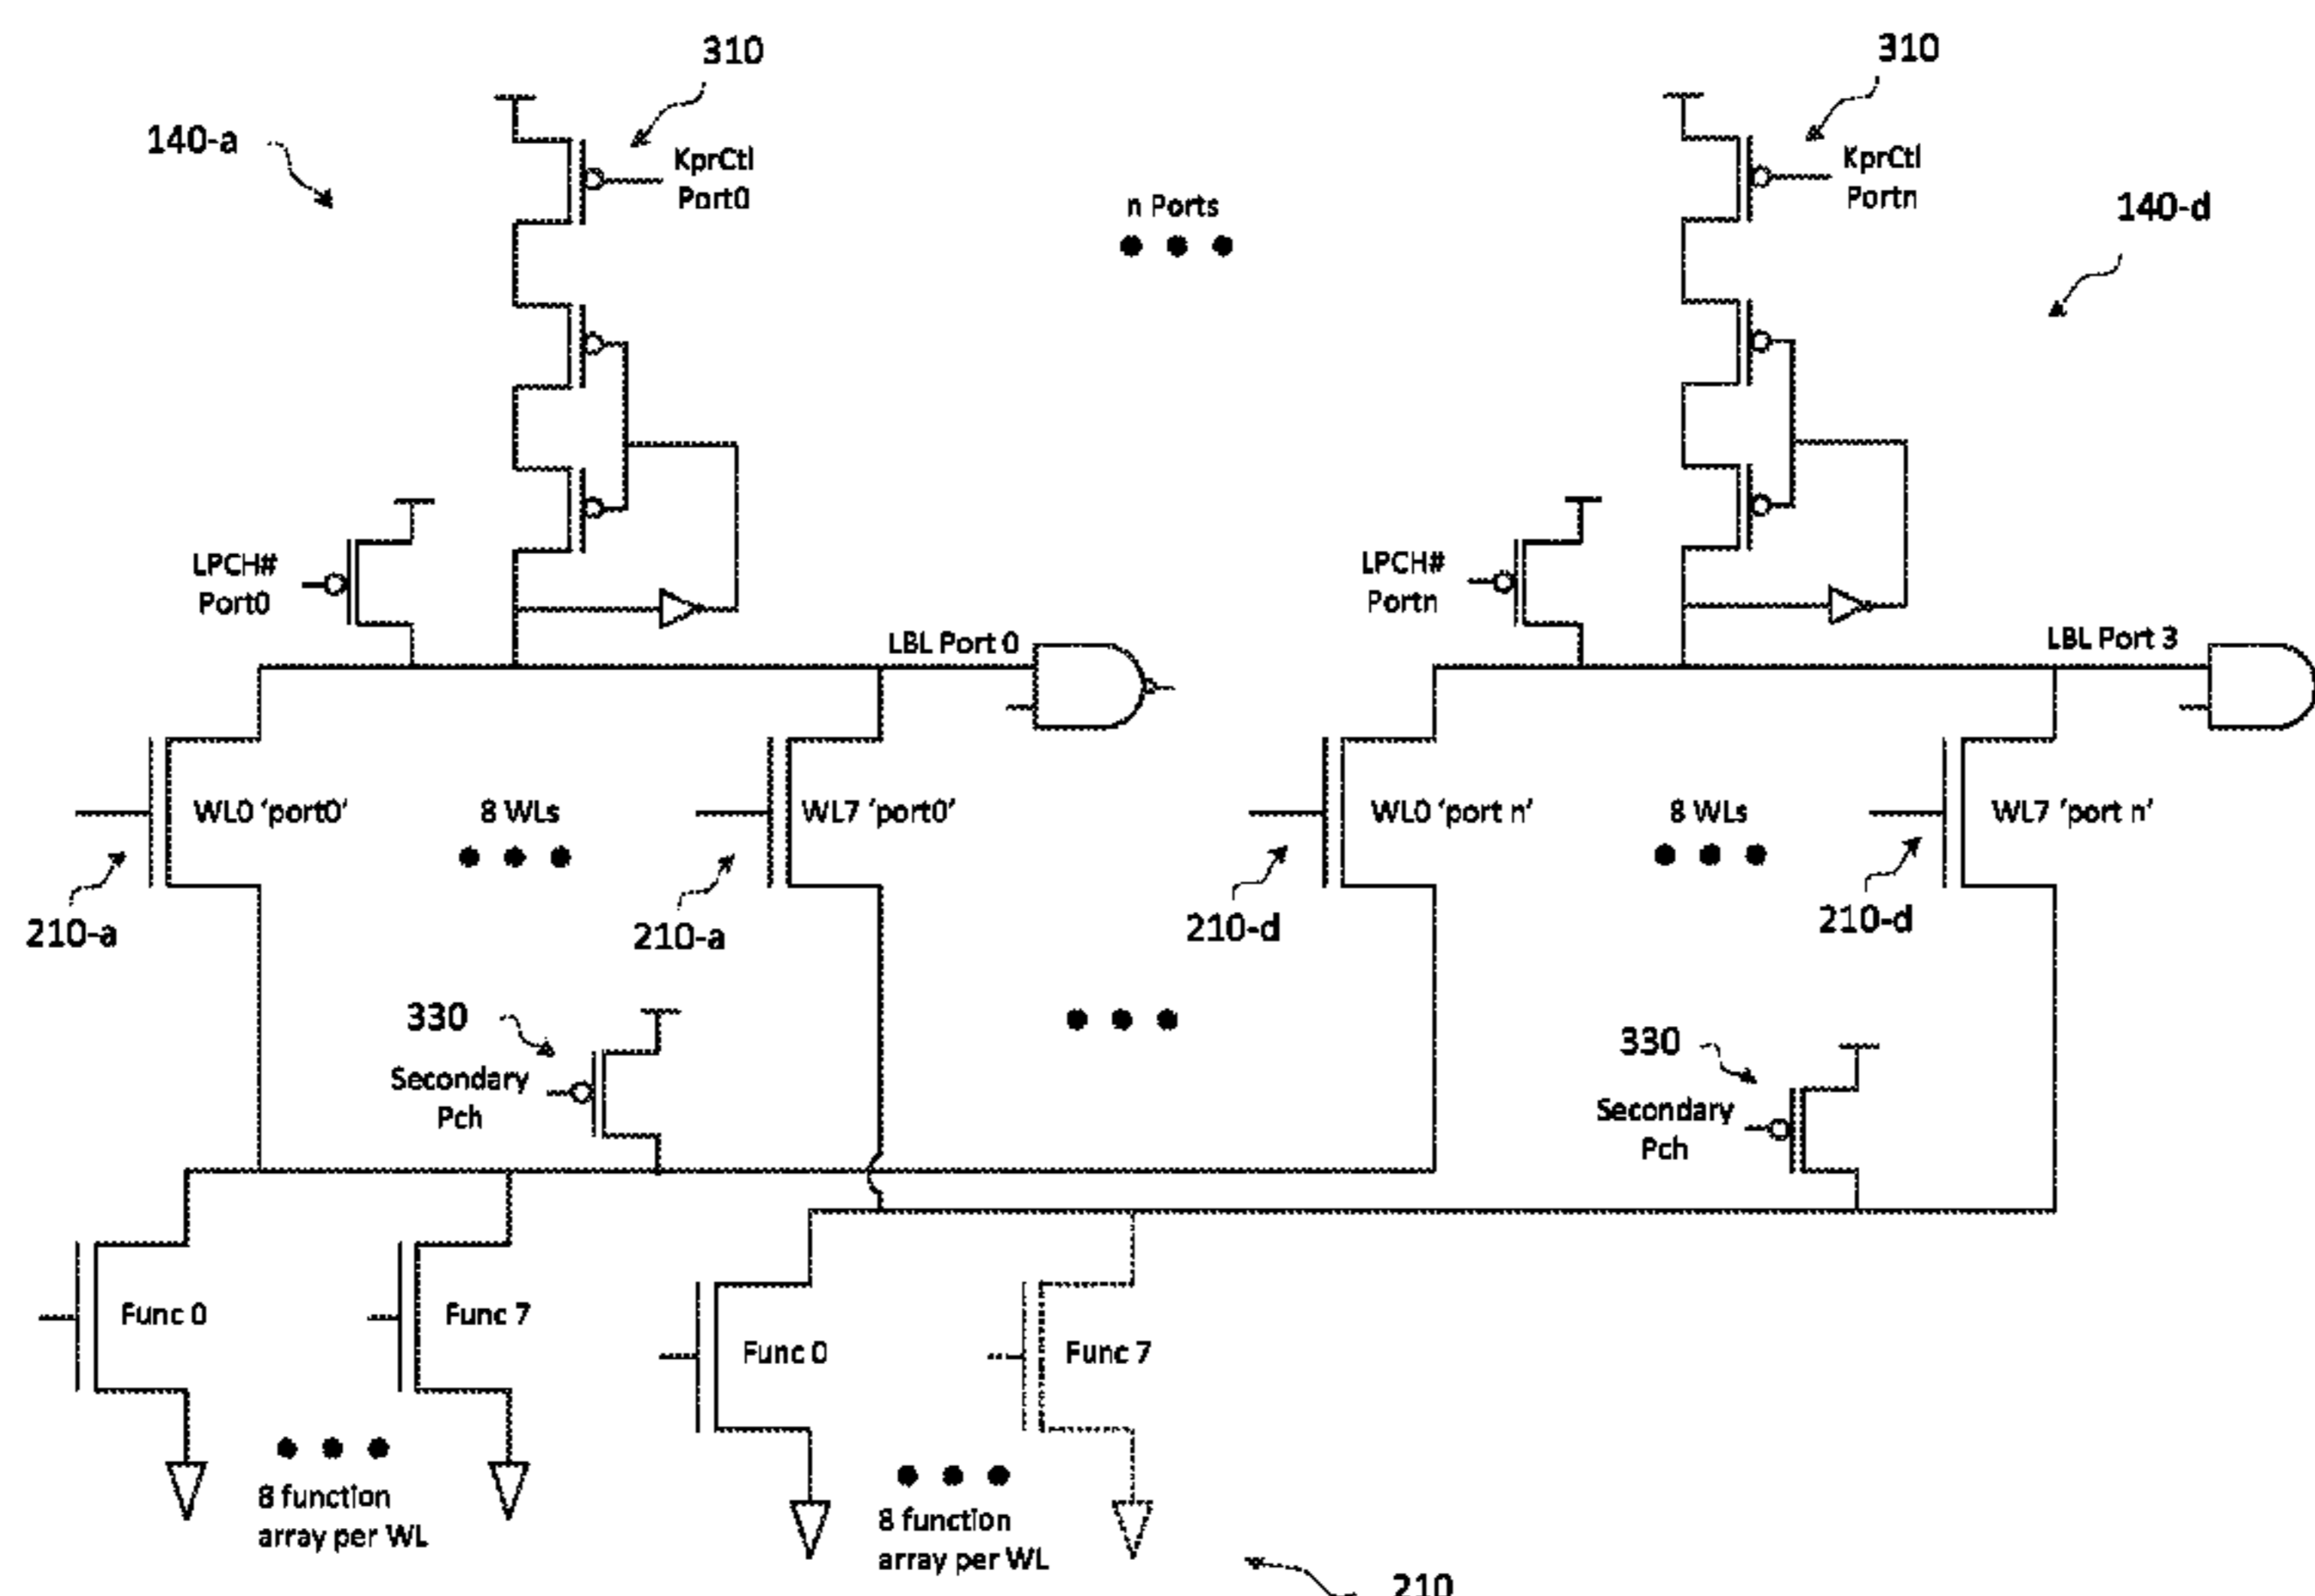 310
310
140-a
KprCtl
Port0
KprCtl
Portn
n Ports
140-d
LPCH#
Port0
LPCH#
Portn
LBL Port 0
LBL Port 3
WL0 'port0'
8 WLs
WL7 'port0'
WL0 'port n'
8 WLs
WL7 'port n'
210-a
210-a
210-d
210-d
330
Secondary
Pch
330
Secondary
Pch
Func 0
Func 7
Func 0
Func 7
8 function
array per WL
8 function
array per WL
210